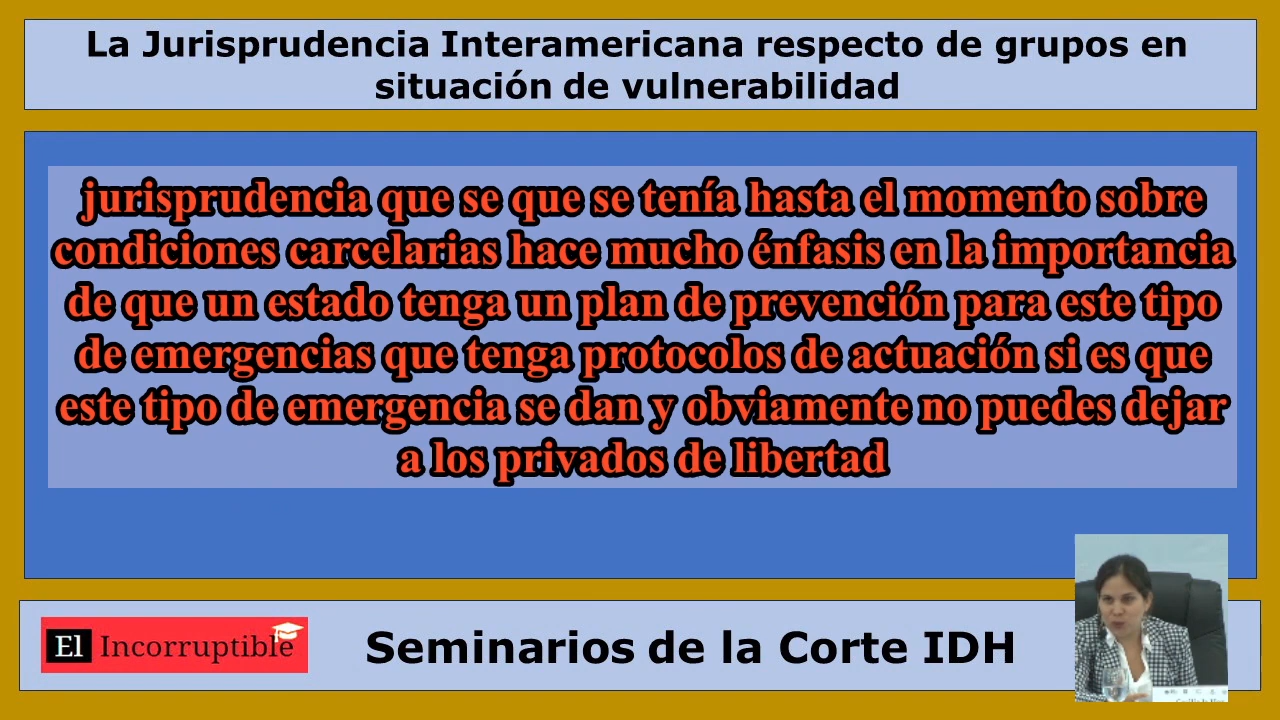 La Jurisprudencia Interamericana respecto de grupos en
situación de vulnerabilidad
jurisprudencia que se que se tenía hasta el momento sobre
condiciones carcelarias hace mucho énfasis en la importancia
de que un estado tenga un plan de prevención para este tipo
de emergencias que tenga protocolos de actuación si es que
este tipo de emergencia se dan y obviamente no puedes dejar
a los privados de libertad
El Incorruptible
Seminarios de la Corte IDH